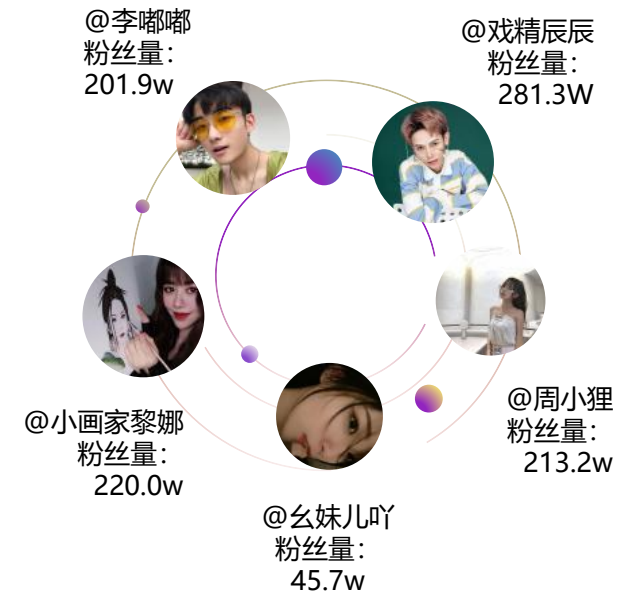 @李嘟嘟
粉丝量：
201.9w
@戏精辰辰
粉丝量：
281.3W
@小画家黎娜
粉丝量：
220.0w
@周小狸
粉丝量：
213.2w
@幺妹儿吖
粉丝量：
45.7w